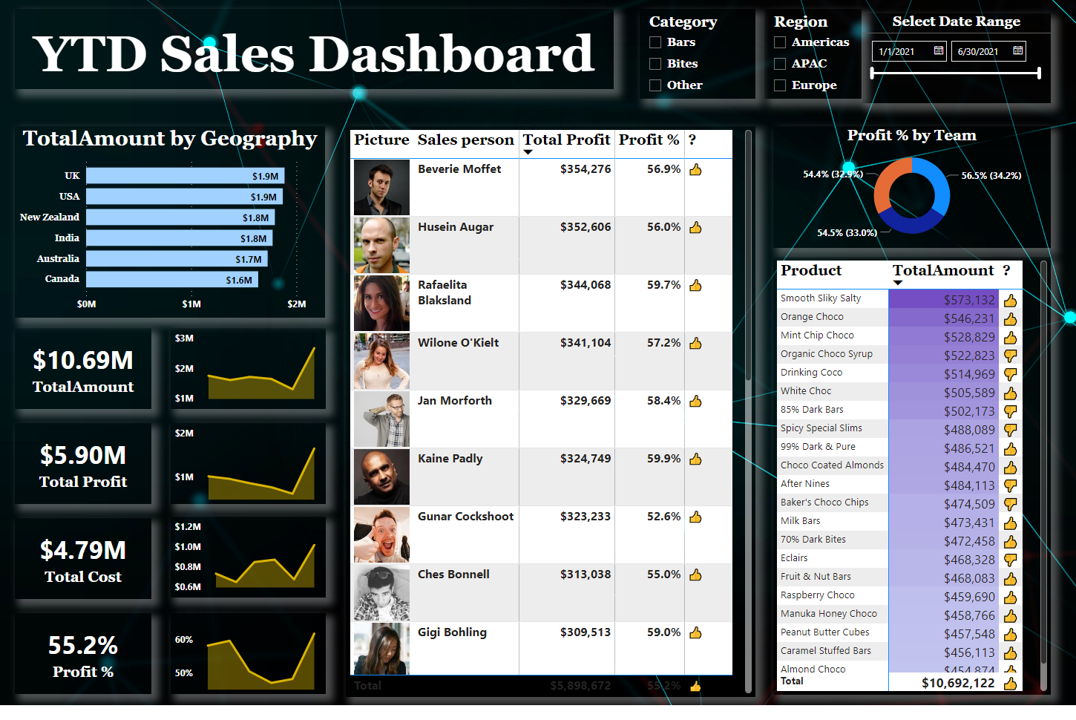 YTD Sales Dashboard
Category
Bars
Bites
Other
Region
Americas
APAC
Europe
Select Date Range
1/1/2021 6/30/2021
TotalAmount by Geography
UK $1.9M
USA $1.9M
New Zealand $1.8M
India $1.8M
Australia $1.7M
Canada $1.6M
$0M $1M $2M
$10.69M
TotalAmount
$3M
$2M
$1M
$5.90M
Total Profit
$2M
$1M
$4.79M
Total Cost
$1.2M
$1.0M
$0.8M
$0.6M
55.2%
Profit %
60%
50%
Picture Sales person Total Profit Profit % ?
Beverie Moffet $354,276 56.9%
Husein Augar $352,606 56.0%
Rafaelita $344,068 59.7%
Blaksland
Wilone O'Kielt $341,104 57.2%
Jan Morforth $329,669 58.4%
Kaine Padly $324,749 59.9%
Gunar Cockshoot $323,233 52.6%
Ches Bonnell $313,038 55.0%
Gigi Bohling $309,513 59.0%
Total $5,898,672 55.2%
Profit % by Team
54.4% (32.9%)
56.5% (34.2%)
54.5% (33.0%)
Product TotalAmount ?
Smooth Sliky Salty $573,132
Orange Choco $546,231
Mint Chip Choco $528,829
Organic Choco Syrup $522,823
Drinking Coco $514,969
White Choc $505,589
85% Dark Bars $502,173
Spicy Special Slims $488,089
99% Dark & Pure $486,521
Choco Coated Almonds $484,470
After Nines $484,113
Baker's Choco Chips $474,509
Milk Bars $473,431
70% Dark Bites $472,458
Eclairs $468,328
Fruit & Nut Bars $468,083
Raspberry Choco $459,690
Manuka Honey Choco $458,766
Peanut Butter Cubes $457,548
Caramel Stuffed Bars $456,113
Almond Choco $454,874
Total $10,692,122